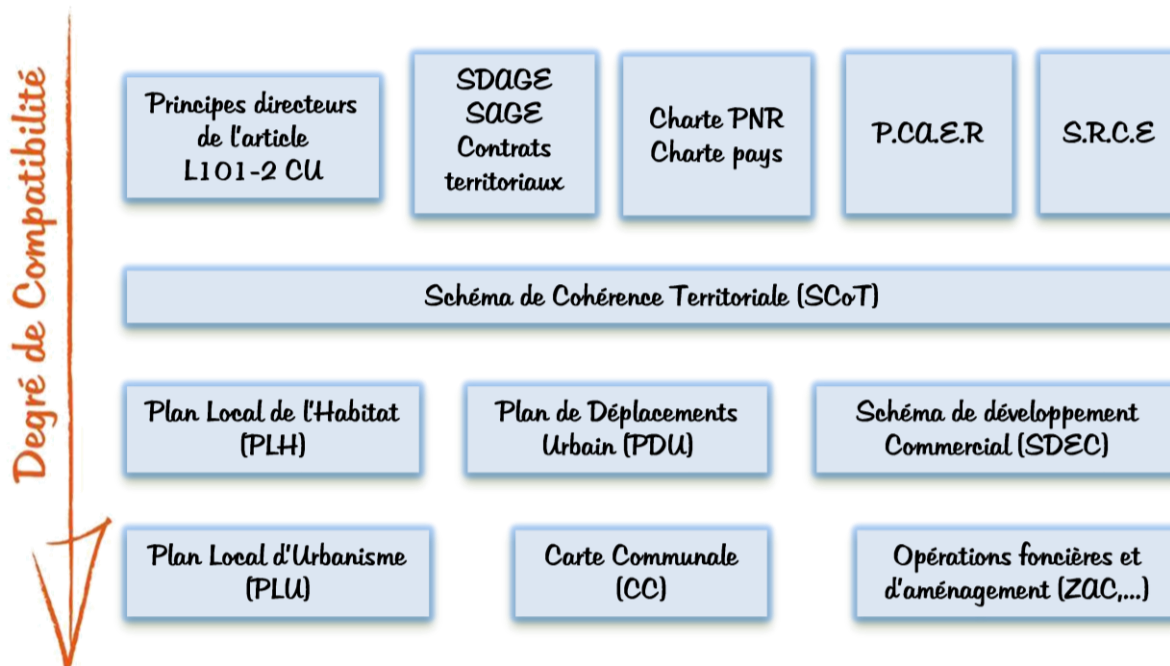 Degré de Compatibilité
Principes directeurs
de l'article
L101-2 CU
SDAGE
SAGE
Contrats
territoriaux
Charte PNR
Charte pays
P.CA.E.R
S.R.C.E
Schéma de Cohérence Territoriale (SCoT)
Plan Local de l'Habitat
(PLH)
Plan de Déplacements
Urbain (PDU)
Schéma de développement
Commercial (SDEC)
Plan Local d'Urbanisme
(PLU)
Carte Communale
(CC)
Opérations foncières et
d'aménagement (ZAC,...)